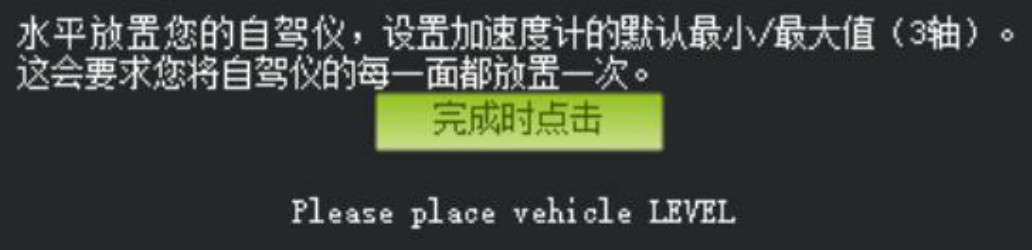 水平放置您的自驾仪，设置加速度计的默认最小/最大值（3轴）。
这会要求您将自驾仪的每一面都放置一次。
完成时点击
Please place vehicle LEVEL